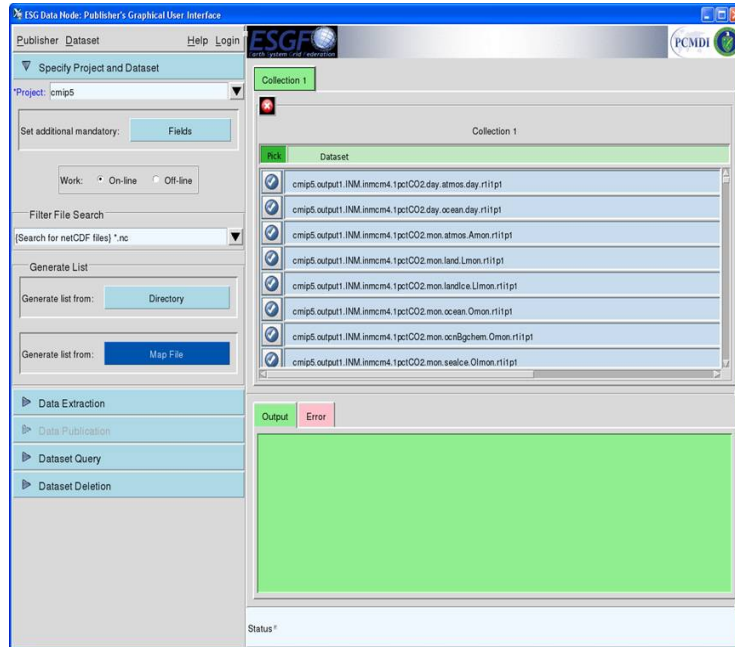 ESG Data Node: Publisher's Graphical User Interface
Publisher Dataset Help Login
ESGF
Earth System Grid Federation
PCMDI
Specify Project and Dataset
*Project: cmip5
Set additional mandatory: Fields
Work: On-line Off-line
Filter File Search
{Search for netCDF files} *.nc
Generate List
Generate list from: Directory
Generate list from: Map File
Data Extraction
Data Publication
Dataset Query
Dataset Deletion
Collection 1
Collection 1
Pick Dataset
cmip5.output1.INM.inmcm4.1pctCO2.day.atmos.day.r1i1p1
cmip5.output1.INM.inmcm4.1pctCO2.day.ocean.day.r1i1p1
cmip5.output1.INM.inmcm4.1pctCO2.mon.atmos.Amon.r1i1p1
cmip5.output1.INM.inmcm4.1pctCO2.mon.land.Lmon.r1i1p1
cmip5.output1.INM.inmcm4.1pctCO2.mon.landIce.LImon.r1i1p1
cmip5.output1.INM.inmcm4.1pctCO2.mon.ocean.Omon.r1i1p1
cmip5.output1.INM.inmcm4.1pctCO2.mon.ocnBgchem.Omon.r1i1p1
cmip5.output1.INM.inmcm4.1pctCO2.mon.seaIce.OImon.r1i1p1
Output Error
Status*